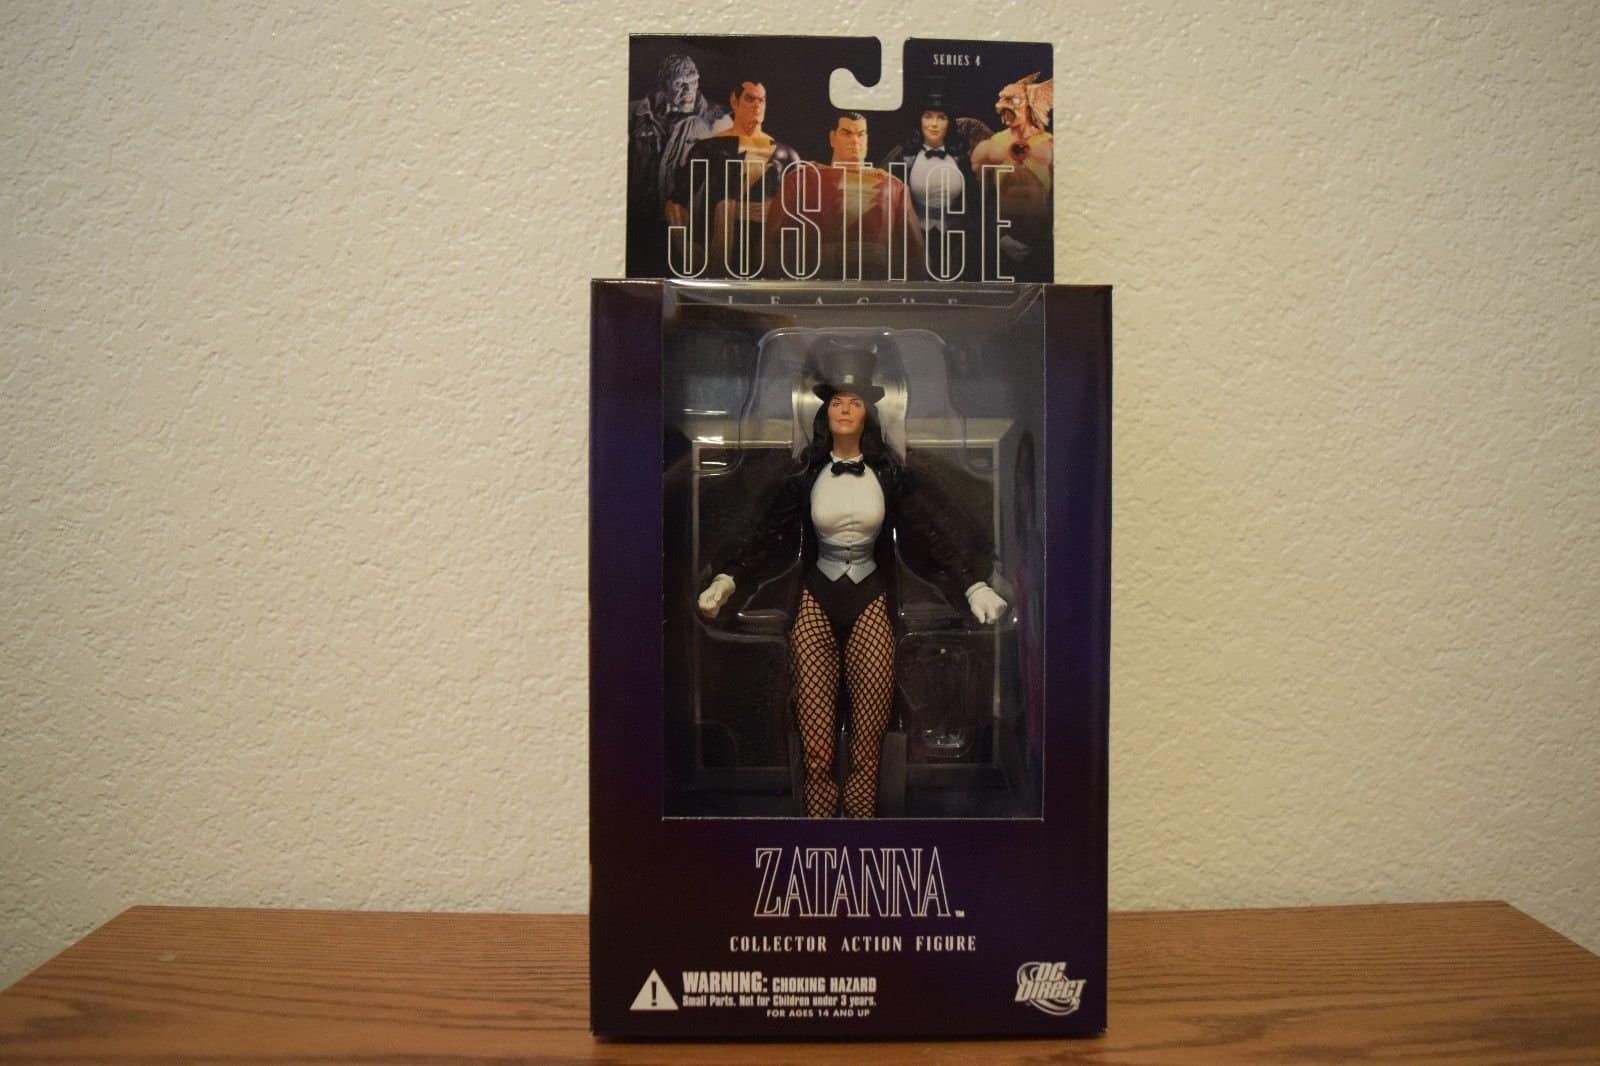 SERIES 4
JUSTICE
LEAGUE
ZATANNA™
COLLECTOR ACTION FIGURE
WARNING: CHOKING HAZARD
Small Parts. Not for Children under 3 years.
FOR AGES 14 AND UP
DC
DIRECT